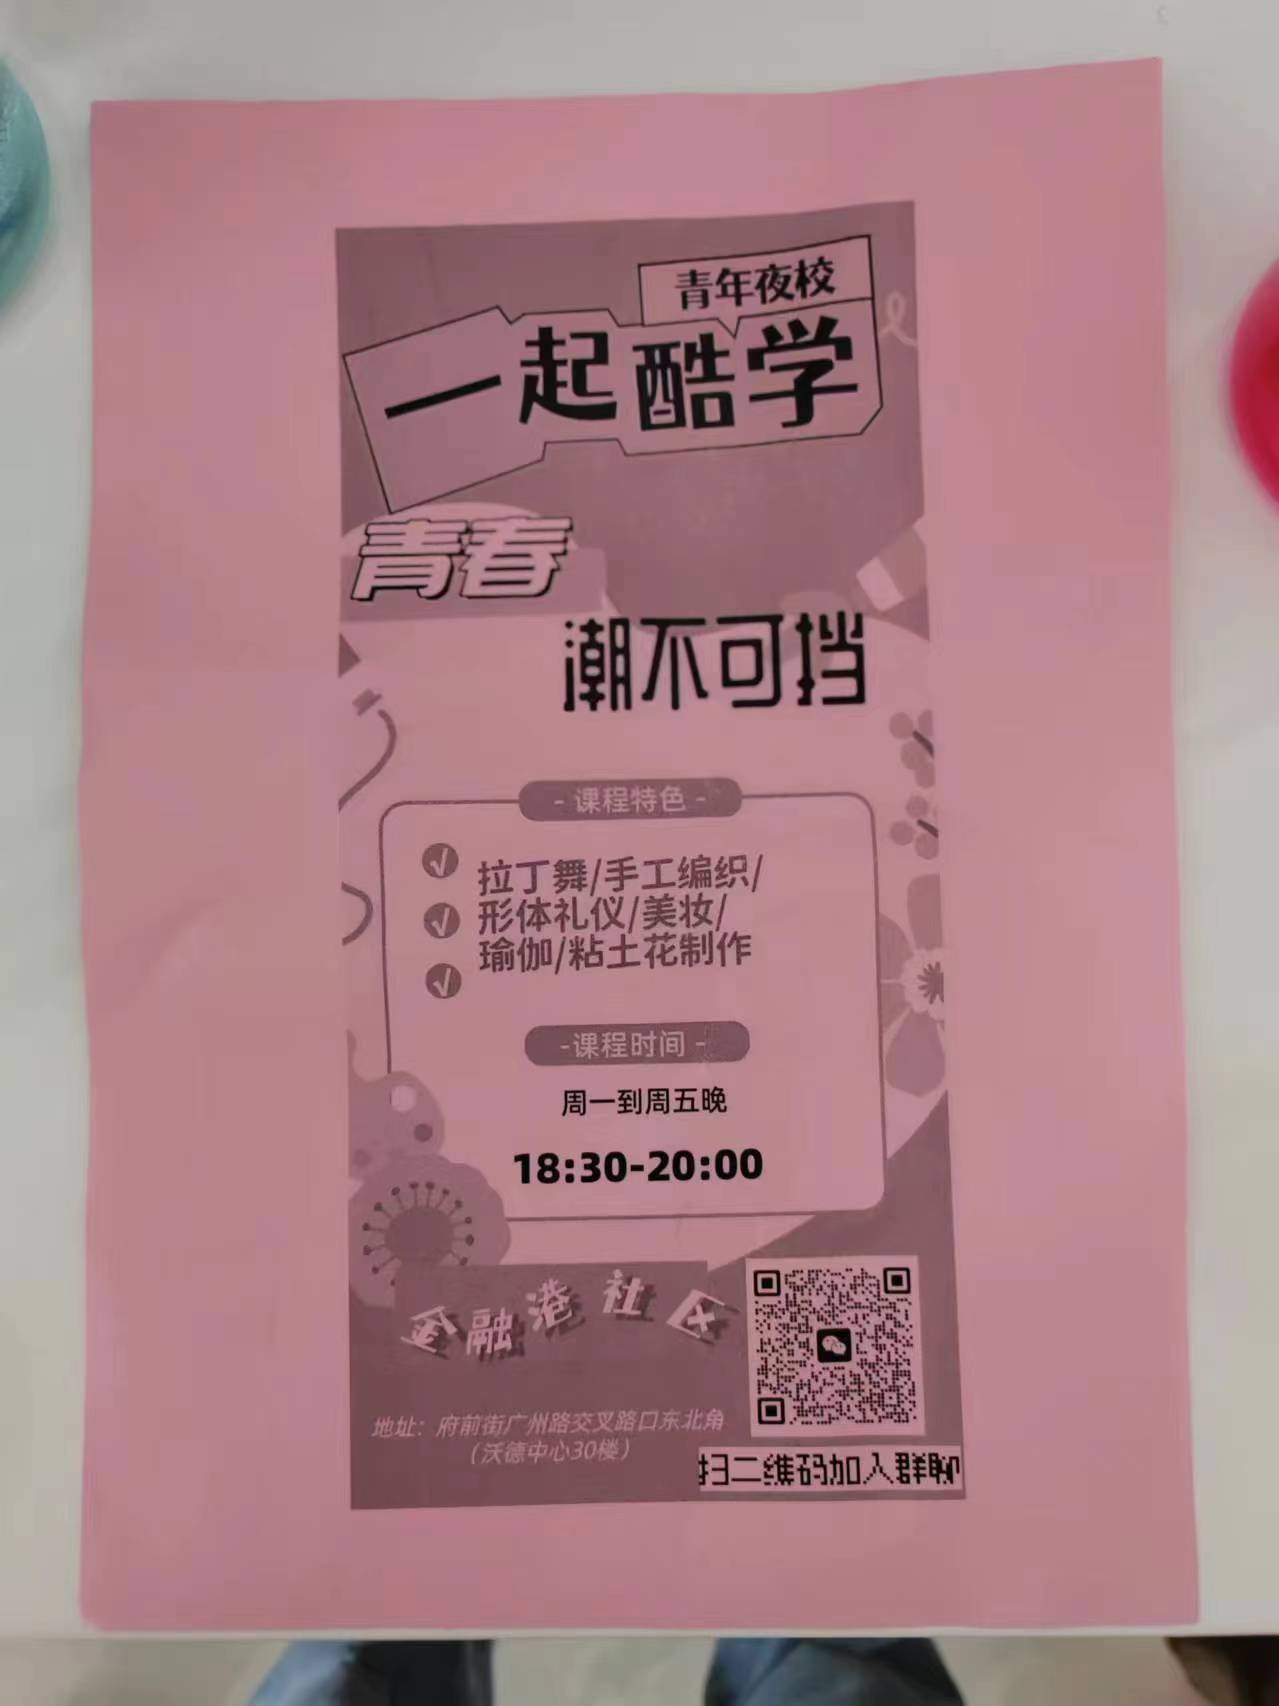 青年夜校
一起酷学
青春
潮不可挡
- 课程特色 -
拉丁舞/手工编织/
形体礼仪/美妆/
瑜伽/粘土花制作
-课程时间 -
周一到周五晚
18:30-20:00
金融港社区
地址：府前街广州路交叉路口东北角
（沃德中心30楼）
扫二维码加入群聊